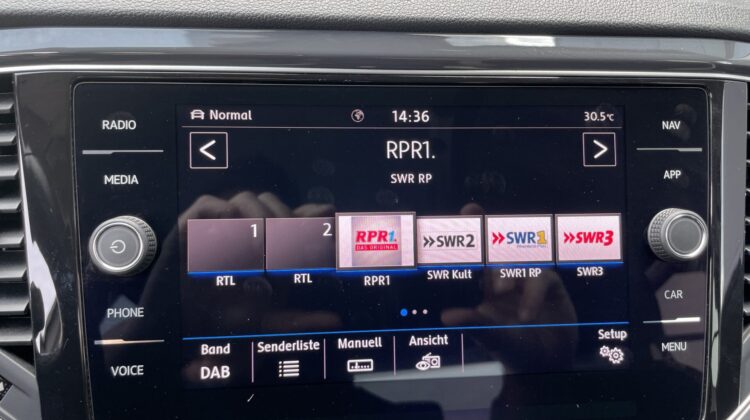 RADIO
MEDIA
PHONE
VOICE
Normal
14:36
30.5°C
<
RPR1.
>
SWR RP
1
RTL
2
RTL
RPR1.
DAS ORIGINAL
RPR1
>>SWR2
SWR Kult
>>SWR1
SWR1 RP
>>SWR3
SWR3
Band
DAB
Senderliste
Manuell
Ansicht
Setup
NAV
APP
CAR
MENU